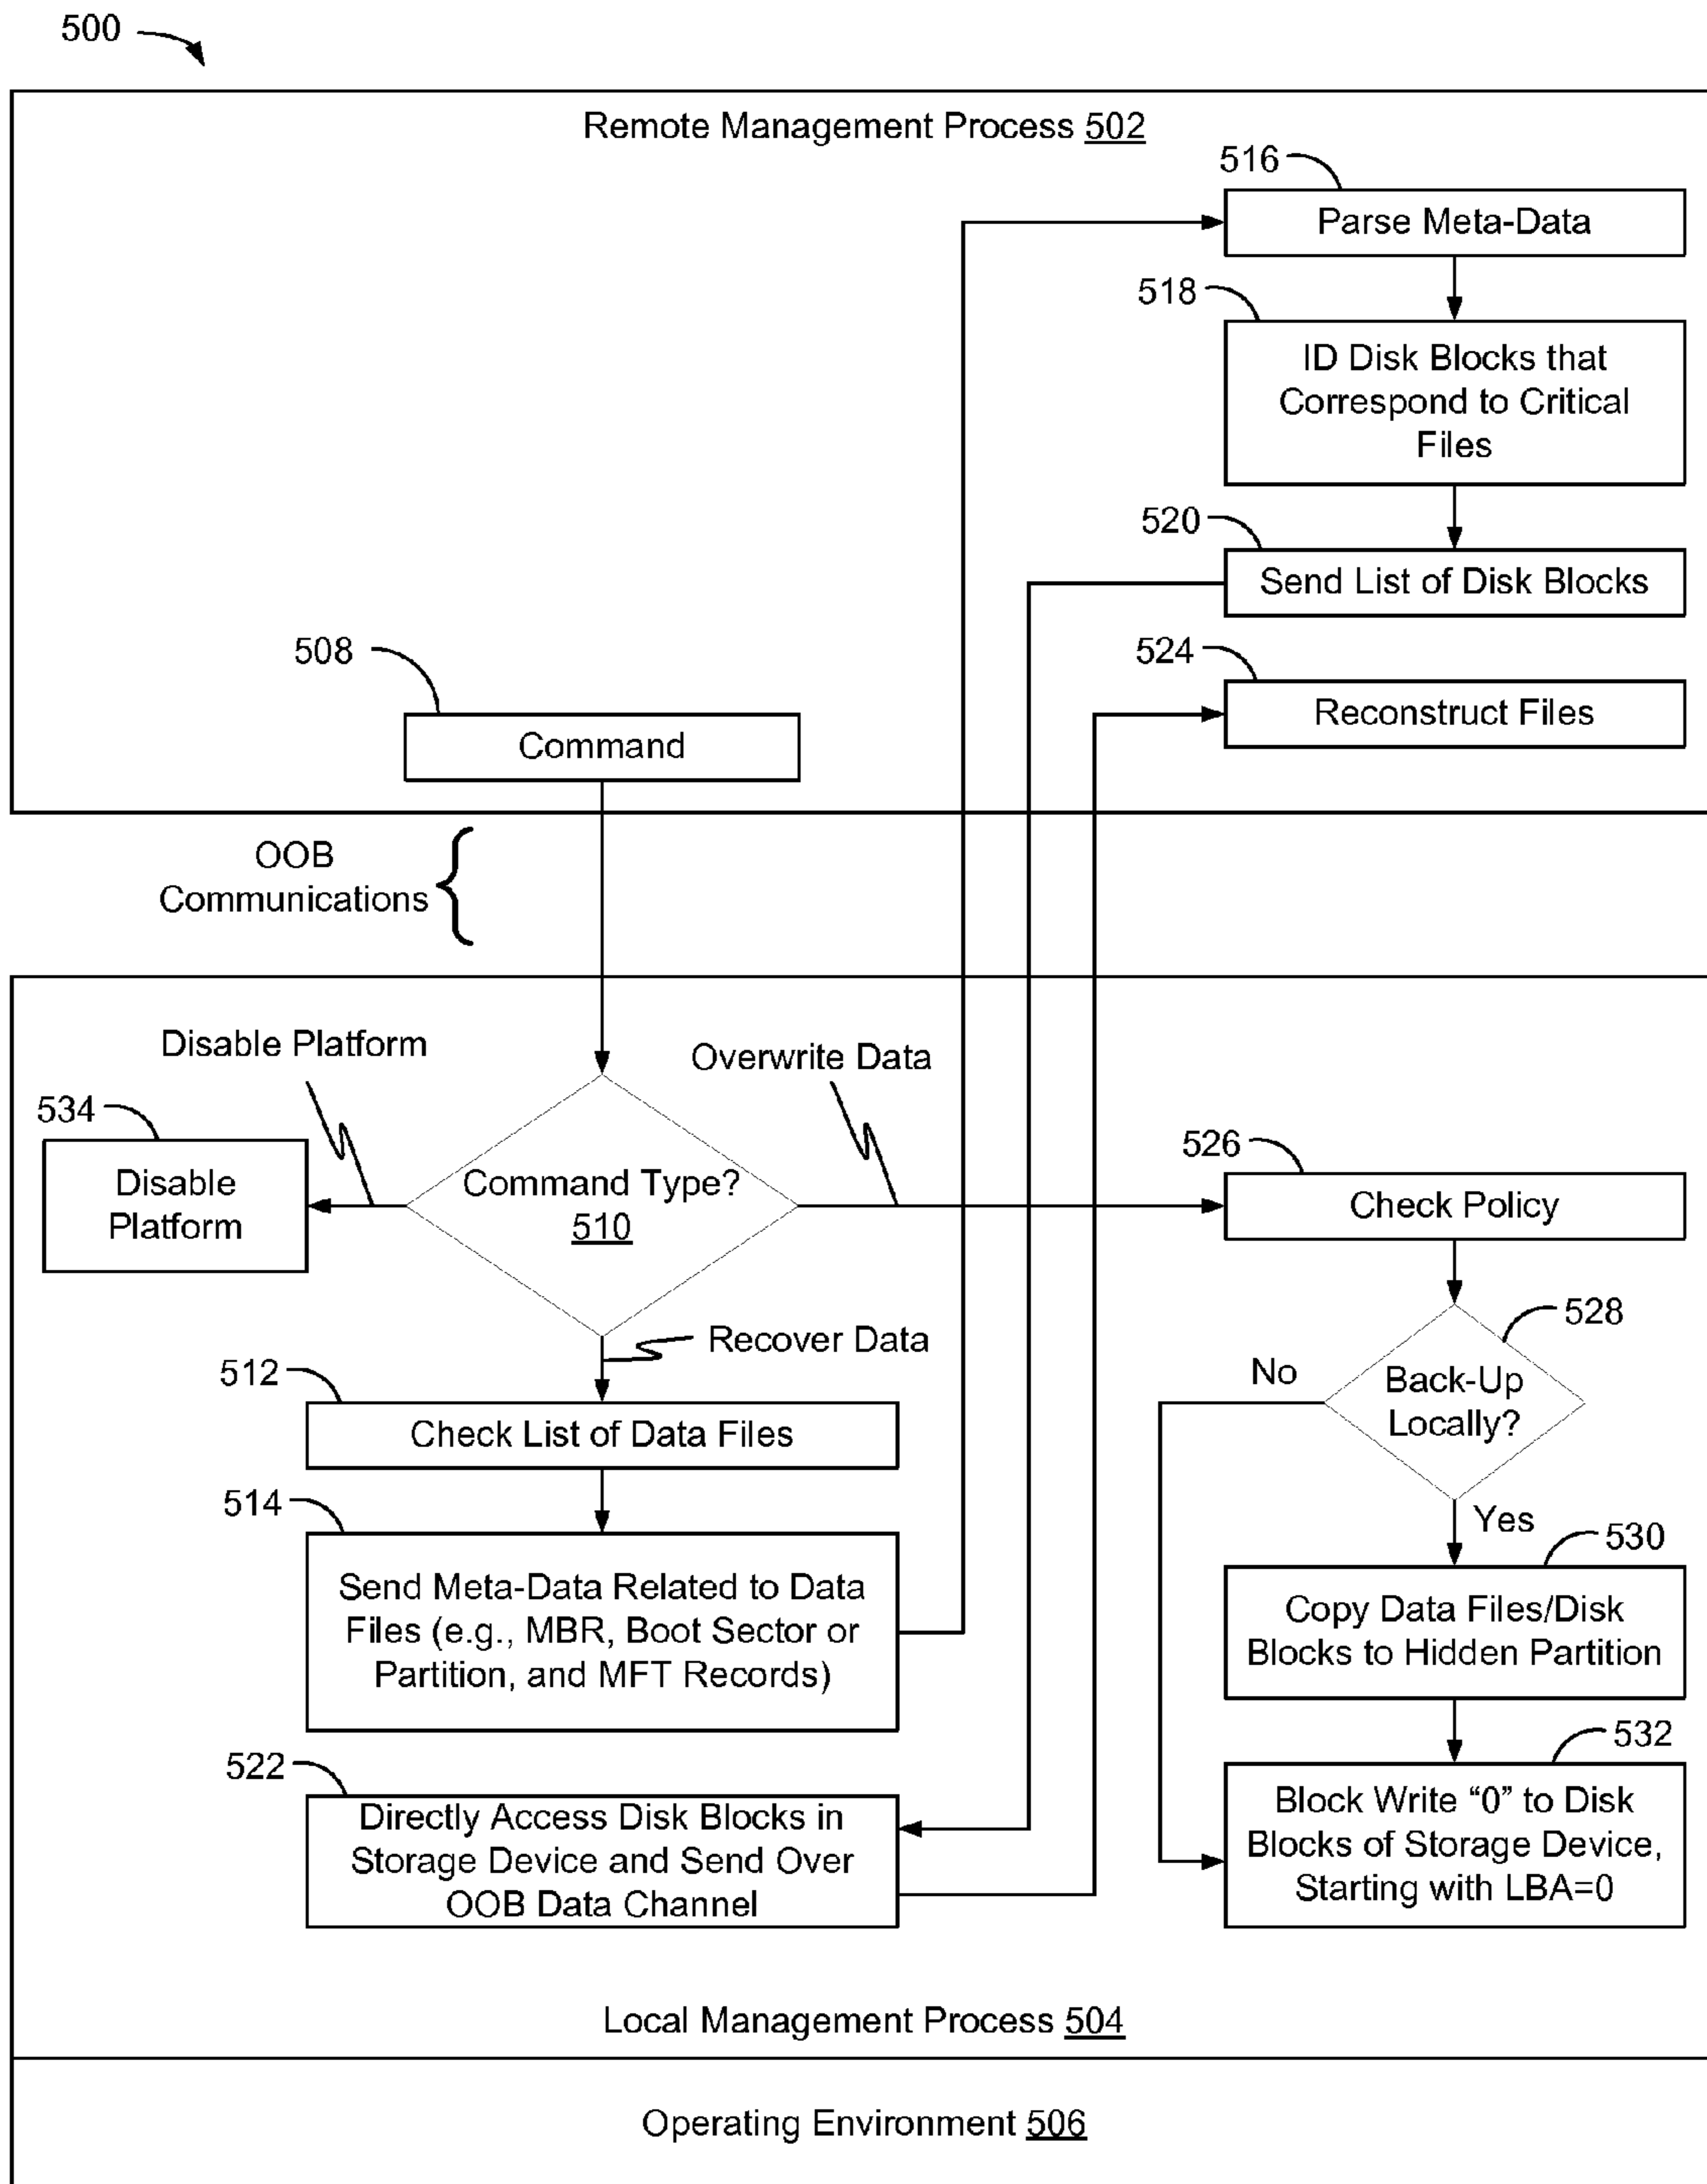 500
Remote Management Process 502
516
Parse Meta-Data
518
ID Disk Blocks that
Correspond to Critical
Files
520
Send List of Disk Blocks
524
Reconstruct Files
508
Command
OOB
Communications
Disable Platform
Overwrite Data
534
Disable
Platform
Command Type?
510
526
Check Policy
528
Back-Up
Locally?
No
Yes
Recover Data
512
Check List of Data Files
514
Send Meta-Data Related to Data
Files (e.g., MBR, Boot Sector or
Partition, and MFT Records)
530
Copy Data Files/Disk
Blocks to Hidden Partition
522
Directly Access Disk Blocks in
Storage Device and Send Over
OOB Data Channel
532
Block Write “0” to Disk
Blocks of Storage Device,
Starting with LBA=0
Local Management Process 504
Operating Environment 506